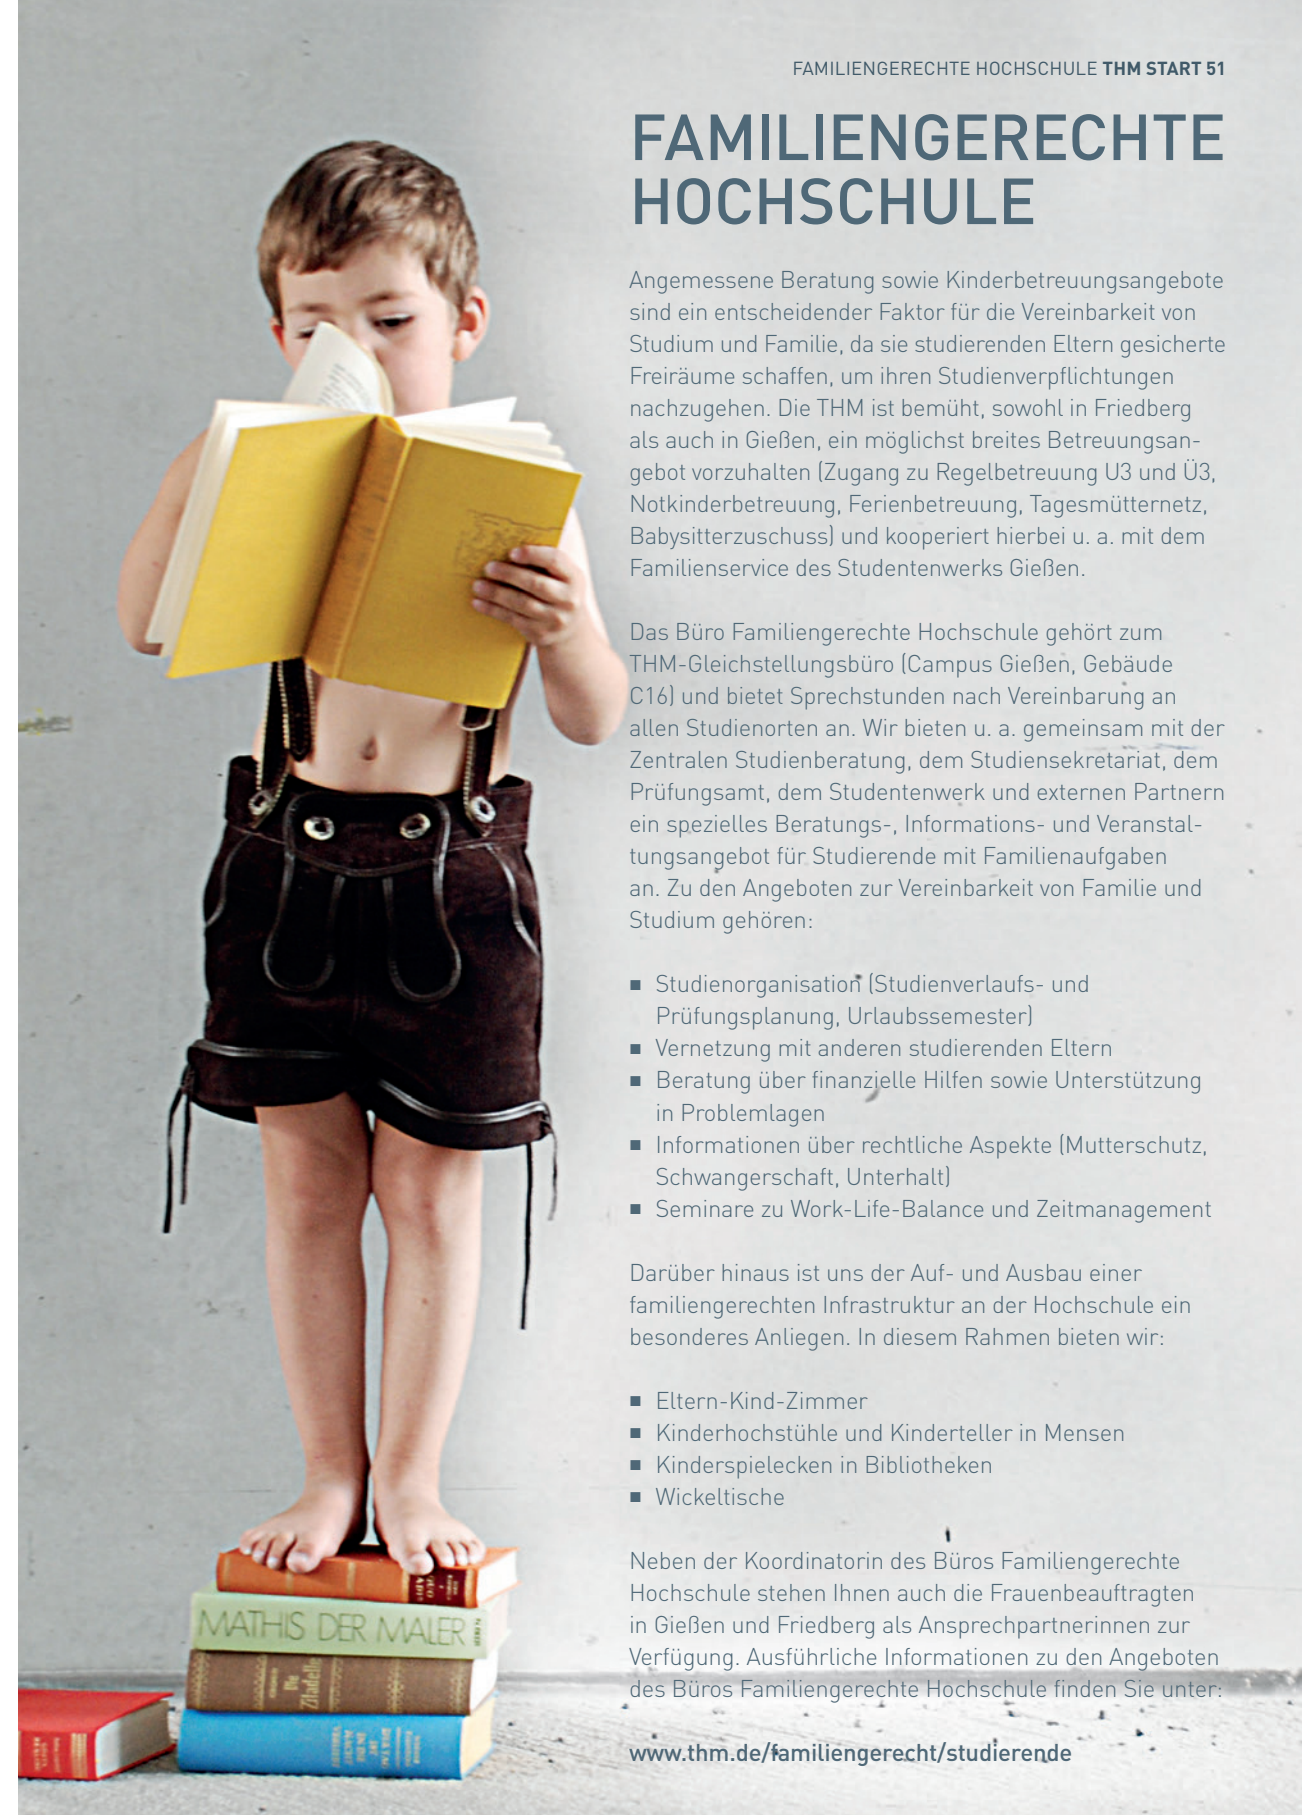 FAMILIENGERECHTE HOCHSCHULE THM START 51
FAMILIENGERECHTE
HOCHSCHULE
Angemessene Beratung sowie Kinderbetreuungsangebote
sind ein entscheidender Faktor für die Vereinbarkeit von
Studium und Familie, da sie studierenden Eltern gesicherte
Freiräume schaffen, um ihren Studienverpflichtungen
nachzugehen. Die THM ist bemüht, sowohl in Friedberg
als auch in Gießen, ein möglichst breites Betreuungsan-
gebot vorzuhalten (Zugang zu Regelbetreuung U3 und Ü3,
Notkinderbetreuung, Ferienbetreuung, Tagesmütternetz,
Babysitterzuschuss) und kooperiert hierbei u. a. mit dem
Familienservice des Studentenwerks Gießen.
Das Büro Familiengerechte Hochschule gehört zum
THM-Gleichstellungsbüro (Campus Gießen, Gebäude
C16) und bietet Sprechstunden nach Vereinbarung an
allen Studienorten an. Wir bieten u. a. gemeinsam mit der
Zentralen Studienberatung, dem Studiensekretariat, dem
Prüfungsamt, dem Studentenwerk und externen Partnern
ein spezielles Beratungs-, Informations- und Veranstal-
tungsangebot für Studierende mit Familienaufgaben
an. Zu den Angeboten zur Vereinbarkeit von Familie und
Studium gehören:
■ Studienorganisation (Studienverlaufs- und
Prüfungsplanung, Urlaubssemester)
■ Vernetzung mit anderen studierenden Eltern
■ Beratung über finanzielle Hilfen sowie Unterstützung
in Problemlagen
■ Informationen über rechtliche Aspekte (Mutterschutz,
Schwangerschaft, Unterhalt)
■ Seminare zu Work-Life-Balance und Zeitmanagement
Darüber hinaus ist uns der Auf- und Ausbau einer
familiengerechten Infrastruktur an der Hochschule ein
besonderes Anliegen. In diesem Rahmen bieten wir:
■ Eltern-Kind-Zimmer
■ Kinderhochstühle und Kinderteller in Mensen
■ Kinderspielecken in Bibliotheken
■ Wickeltische
Neben der Koordinatorin des Büros Familiengerechte
Hochschule stehen Ihnen auch die Frauenbeauftragten
in Gießen und Friedberg als Ansprechpartnerinnen zur
Verfügung. Ausführliche Informationen zu den Angeboten
des Büros Familiengerechte Hochschule finden Sie unter:
www.thm.de/familiengerecht/studierende
MATHIS DER MALER
Die
Zitadelle